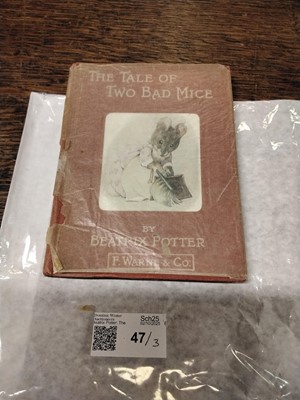 THE TALE OF
TWO BAD MICE
BY
BEATRIX POTTER
F. WARNE & CO.
Sch25
47/3